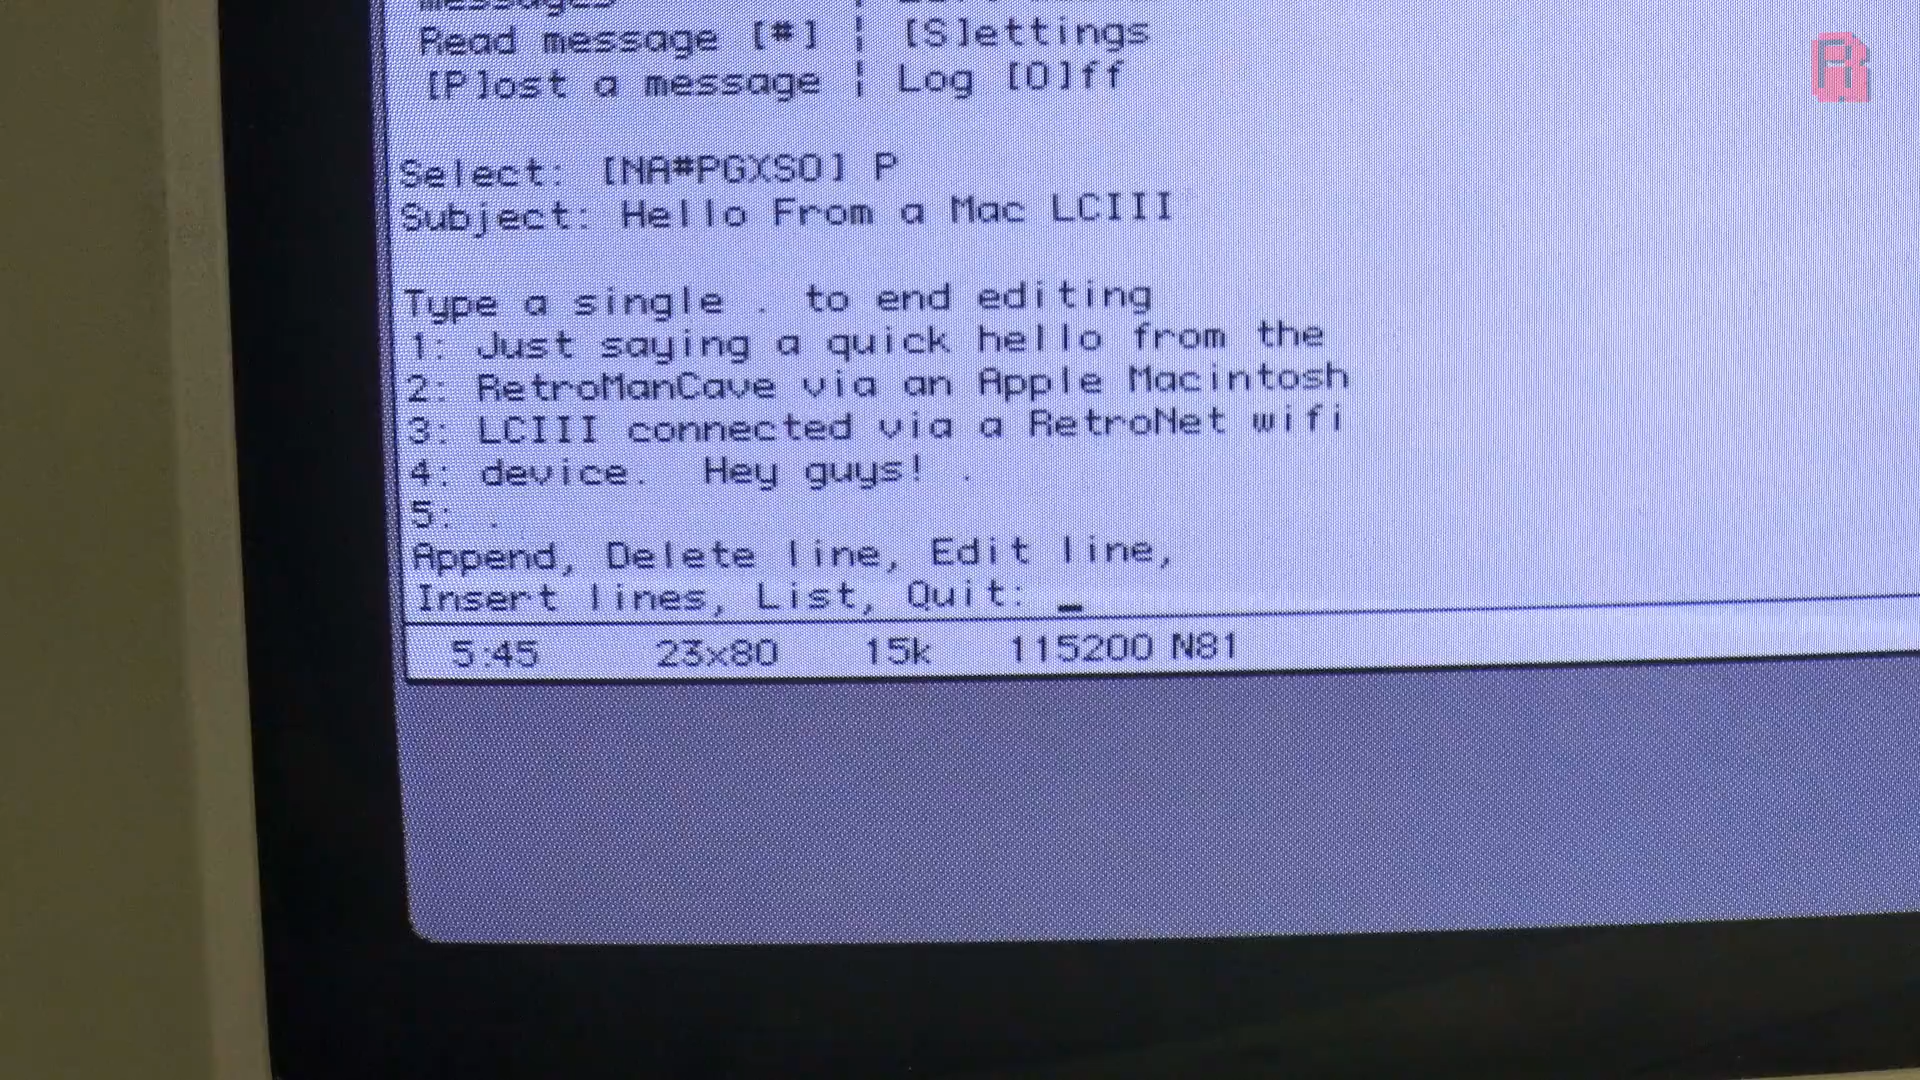 messages
Read message [#] ¦ [S]ettings
[P]ost a message ¦ Log [O]ff
Select: [NA#PGXSO] P
Subject: Hello From a Mac LCIII
Type a single . to end editing
1: Just saying a quick hello from the
2: RetroManCave via an Apple Macintosh
3: LCIII connected via a RetroNet wifi
4: device.  Hey guys!  .
5: .
Append, Delete line, Edit line,
Insert lines, List, Quit: _
5:45 23x80 15k 115200 N81